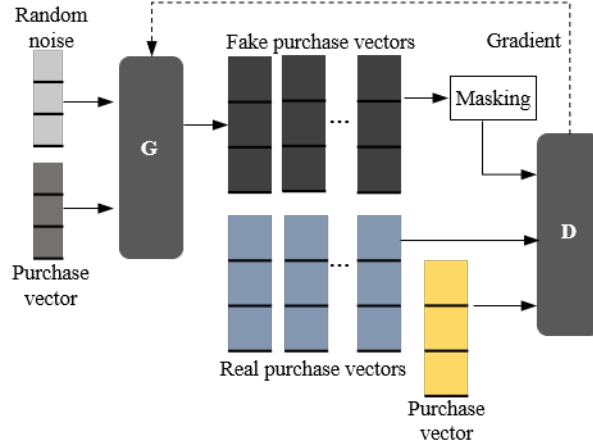 Random
noise
Fake purchase vectors
Gradient
Masking
G
...
D
Purchase
vector
...
Real purchase vectors
Purchase
vector